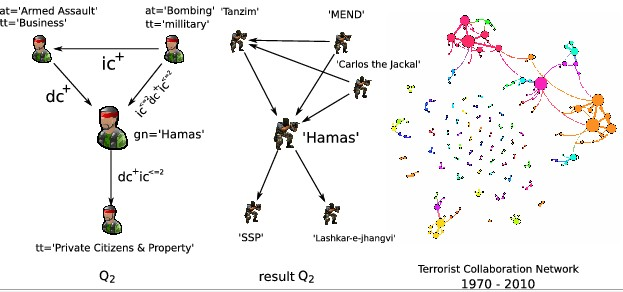 at='Armed Assault'
tt='Business'
at='Bombing'
tt='millitary'
ic+
dc+
ic<=2dc+ic<=2
gn='Hamas'
dc+ic<=2
tt='Private Citizens & Property'
Q2
'Tanzim'
'MEND'
'Carlos the Jackal'
'Hamas'
'SSP'
'Lashkar-e-jhangvi'
result Q2
Terrorist Collaboration Network
1970 - 2010